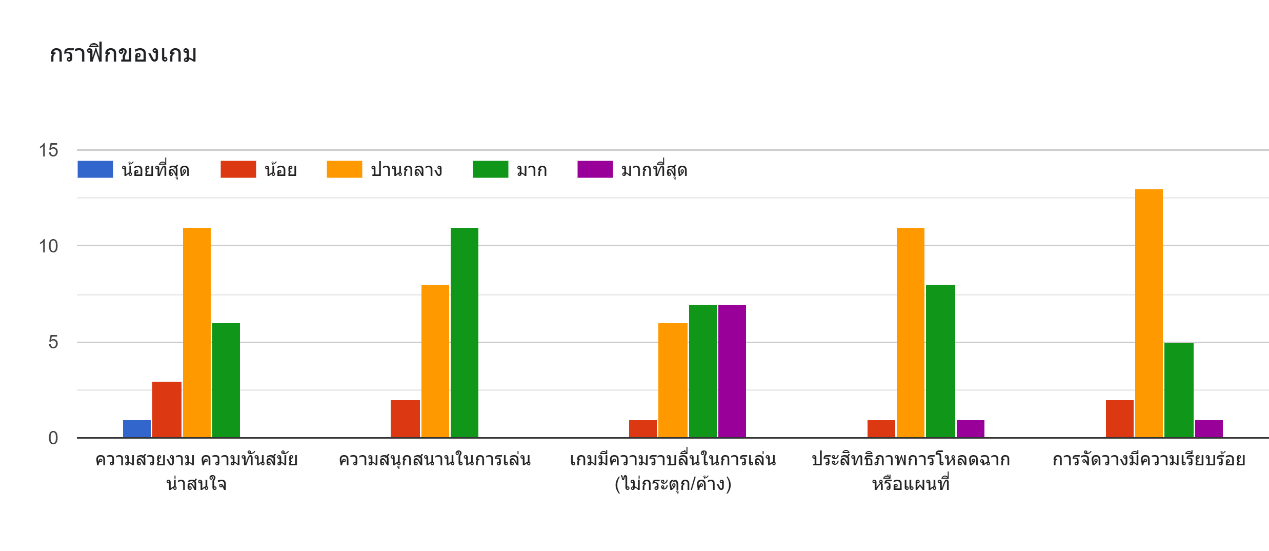 กราฟิกของเกม
15
น้อยที่สุด น้อย ปานกลาง มาก มากที่สุด
10
5
0
ความสวยงาม ความทันสมัย
น่าสนใจ
ความสนุกสนานในการเล่น
เกมมีความราบลื่นในการเล่น
(ไม่กระตุก/ค้าง)
ประสิทธิภาพการโหลดฉาก
หรือแผนที่
การจัดวางมีความเรียบร้อย